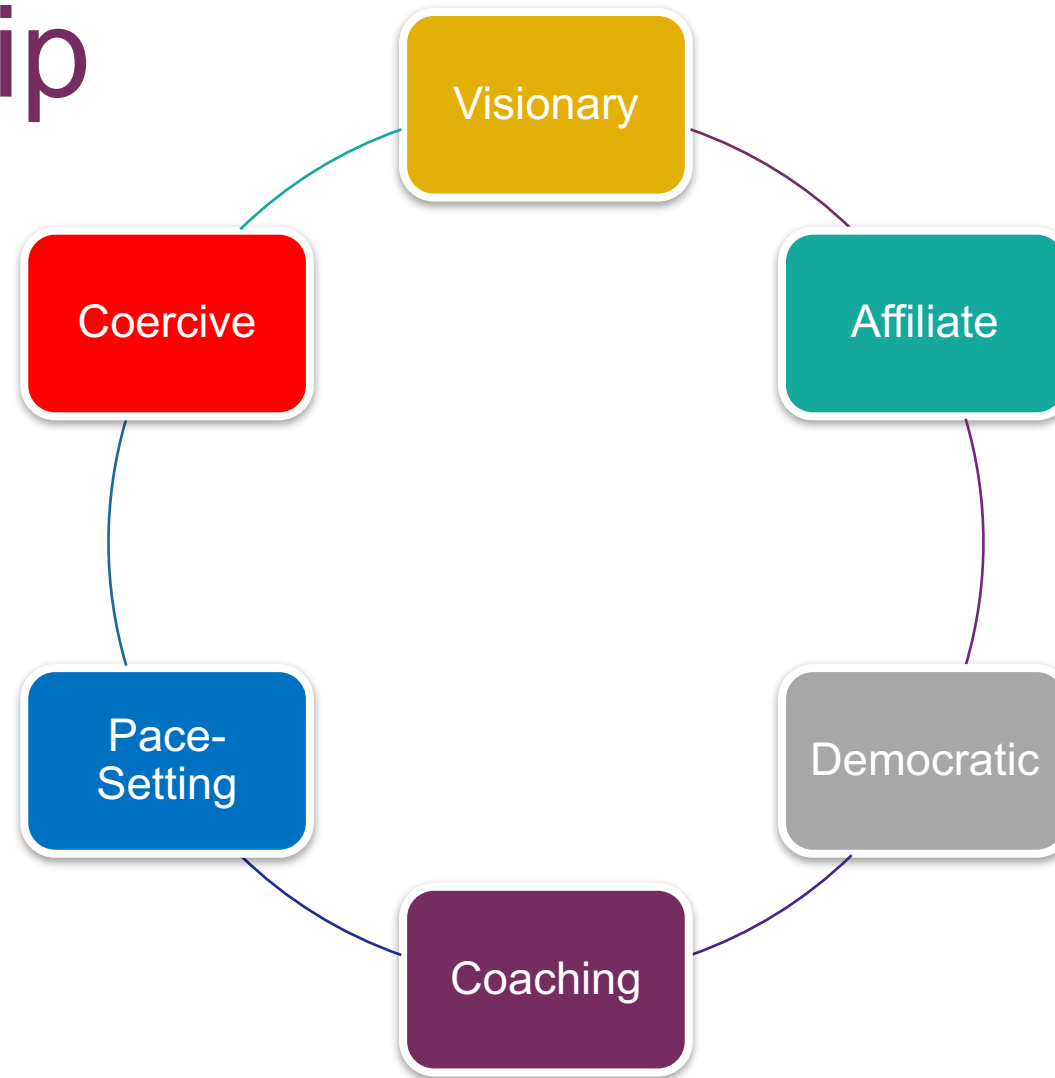 ip
Visionary
Affiliate
Democratic
Coaching
Pace-
Setting
Coercive